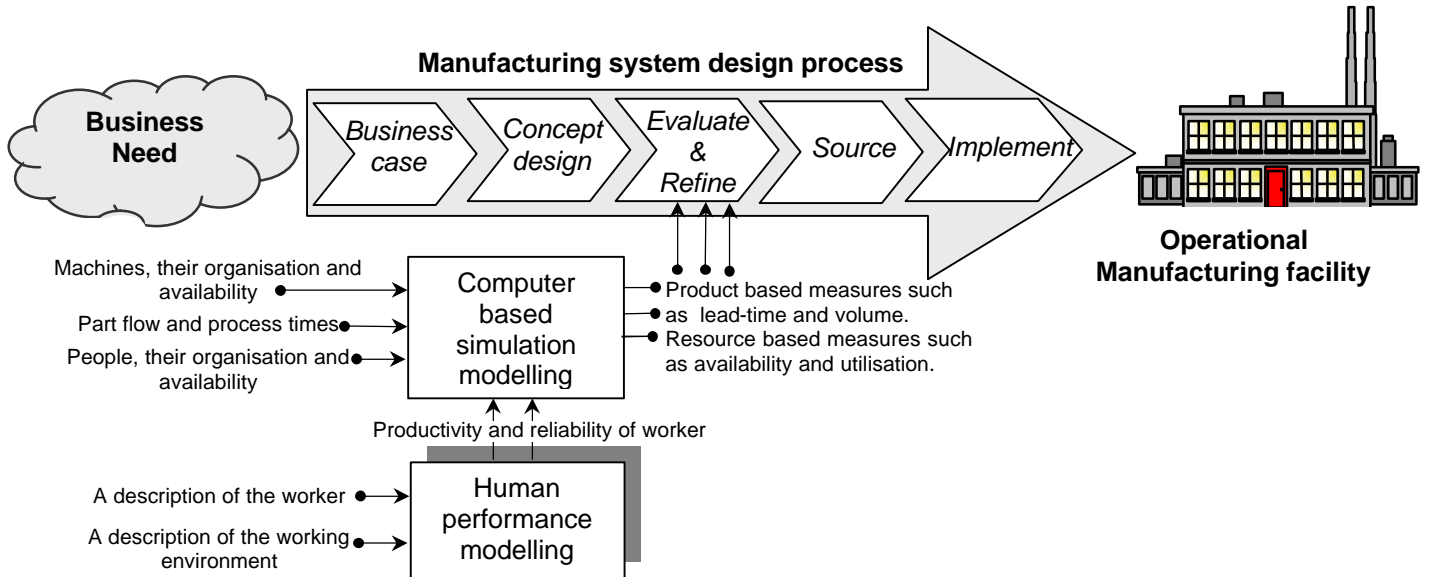 Manufacturing system design process
Business
Need
Business
case
Concept
design
Evaluate
&
Refine
Source
Implement
Operational
Manufacturing facility
Machines, their organisation and
availability
Part flow and process times
People, their organisation and
availability
Computer
based
simulation
modelling
Product based measures such
as lead-time and volume.
Resource based measures such
as availability and utilisation.
Productivity and reliability of worker
A description of the worker
A description of the working
environment
Human
performance
modelling